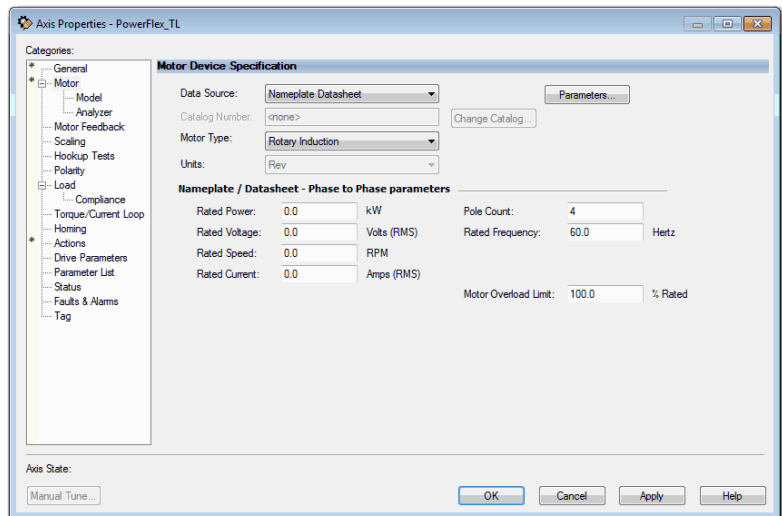 Axis Properties - PowerFlex_TL
Categories:
* General
* Motor
Model
Analyzer
Motor Feedback
Scaling
Hookup Tests
Polarity
Load
Compliance
Torque/Current Loop
Homing
* Actions
Drive Parameters
Parameter List
Status
Faults & Alarms
Tag
Motor Device Specification
Data Source: Nameplate Datasheet Parameters...
Catalog Number: <none> Change Catalog...
Motor Type: Rotary Induction
Units: Rev
Nameplate / Datasheet - Phase to Phase parameters
Rated Power: 0.0 kW Pole Count: 4
Rated Voltage: 0.0 Volts (RMS) Rated Frequency: 60.0 Hertz
Rated Speed: 0.0 RPM
Rated Current: 0.0 Amps (RMS)
Motor Overload Limit: 100.0 % Rated
Axis State:
Manual Tune... OK Cancel Apply Help